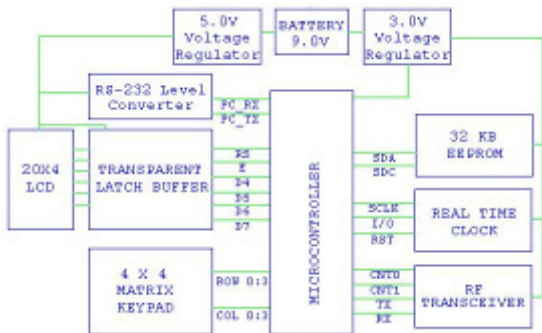 5.0V
Voltage
Regulator
BATTERY
9.0V
3.0V
Voltage
Regulator
RS-232 Level
Converter
PC_RX
PC_TX
20X4
LCD
TRANSPARENT
LATCH BUFFER
RS
E
D4
D5
D6
D7
4 X 4
MATRIX
KEYPAD
ROW 0:3
COL 0:3
MICROCONTROLLER
32 KB
EEPROM
SDA
SDC
SCLK
I/O
RST
REAL TIME
CLOCK
CNT0
CNT1
TX
RX
RF
TRANSCEIVER